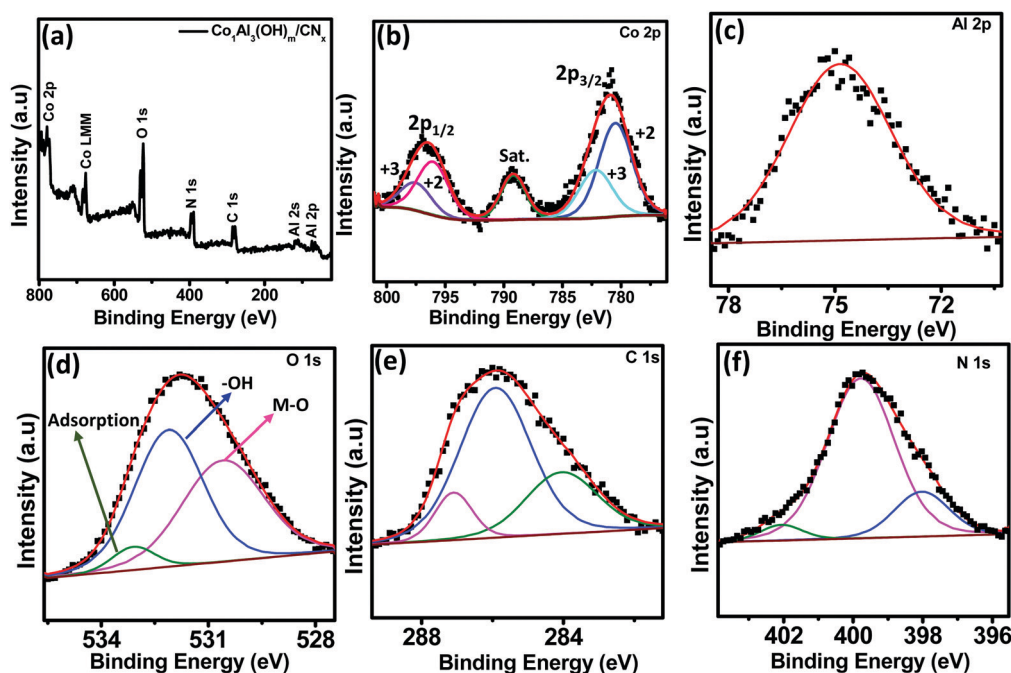 (a)
Co₁Al₃(OH)ₘ/CNₓ
Intensity (a.u)
Co 2p
Co LMM
O 1s
N 1s
C 1s
Al 2s
Al 2p
800 600 400 200
Binding Energy (eV)
(b)
Co 2p
Intensity (a.u)
2p₁/₂
2p₃/₂
Sat.
+3
+2
+3
+2
800 795 790 785 780
Binding Energy (eV)
(c)
Al 2p
Intensity (a.u)
78 75 72
Binding Energy (eV)
(d)
O 1s
Intensity (a.u)
Adsorption
-OH
M-O
534 531 528
Binding Energy (eV)
(e)
C 1s
Intensity (a.u)
288 284
Binding Energy (eV)
(f)
N 1s
Intensity (a.u)
402 400 398 396
Binding Energy (eV)